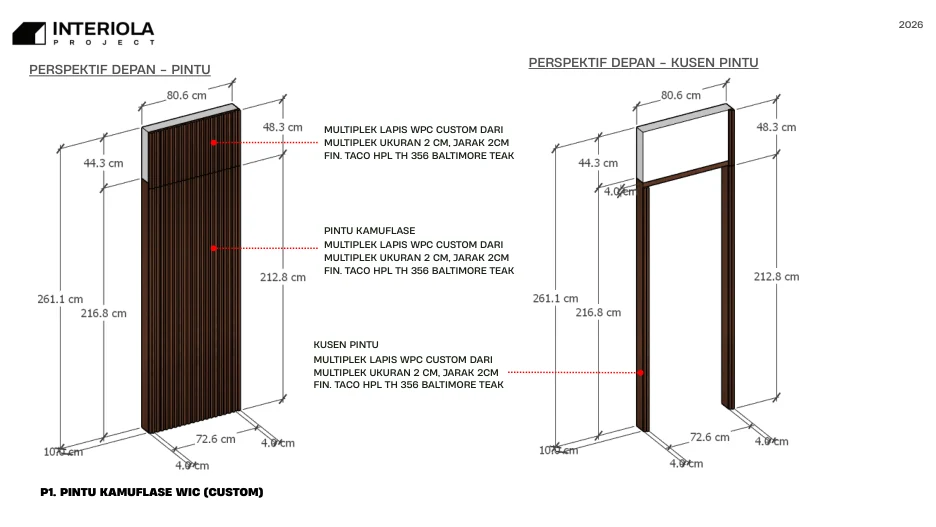 INTERIOLA
PROJECT
2026
PERSPEKTIF DEPAN – PINTU
80.6 cm
48.3 cm
44.3 cm
261.1 cm
216.8 cm
212.8 cm
10.0 cm
72.6 cm
4.0 cm
4.0 cm
MULTIPLEK LAPIS WPC CUSTOM DARI
MULTIPLEK UKURAN 2 CM, JARAK 2CM
FIN. TACO HPL TH 356 BALTIMORE TEAK
PINTU KAMUFLASE
MULTIPLEK LAPIS WPC CUSTOM DARI
MULTIPLEK UKURAN 2 CM, JARAK 2CM
FIN. TACO HPL TH 356 BALTIMORE TEAK
KUSEN PINTU
MULTIPLEK LAPIS WPC CUSTOM DARI
MULTIPLEK UKURAN 2 CM, JARAK 2CM
FIN. TACO HPL TH 356 BALTIMORE TEAK
PERSPEKTIF DEPAN – KUSEN PINTU
80.6 cm
48.3 cm
44.3 cm
4.0 cm
261.1 cm
216.8 cm
212.8 cm
10.0 cm
72.6 cm
4.0 cm
4.0 cm
P1. PINTU KAMUFLASE WIC (CUSTOM)